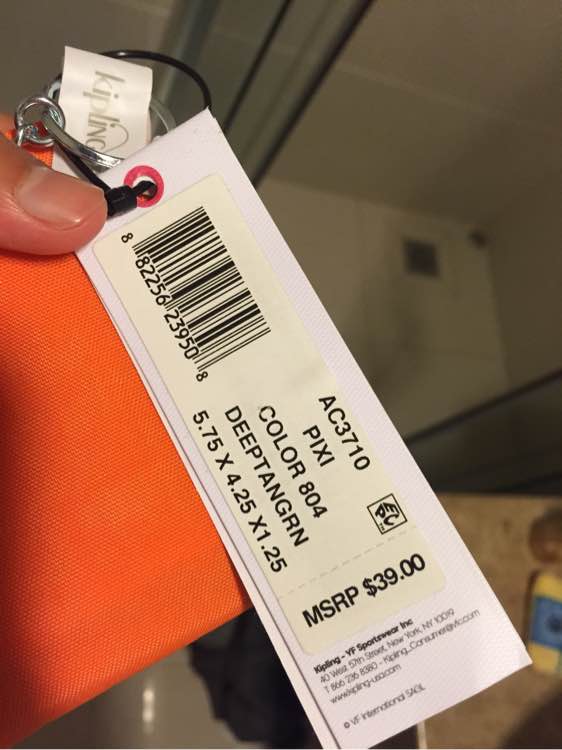 Kipling
8 82256 23950 8
AC3710
PIXI
COLOR 804
DEEPTANGRN
5.75 X 4.25 X1.25
EPC
MSRP $39.00
Kipling - VF Sportswear Inc
40 West 57th Street, New York, NY 10019
T 866 236 8380 - Kipling_Consumer@vfc.com
www.kipling-usa.com
© VF International SAGL